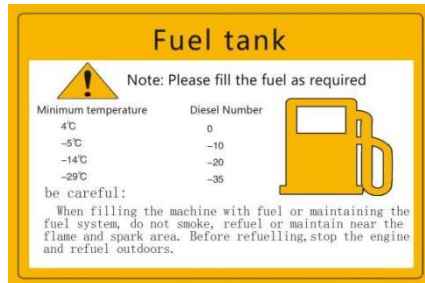 Fuel tank
Note: Please fill the fuel as required
Minimum temperature Diesel Number
4℃ 0
-5℃ -10
-14℃ -20
-29℃ -35
be careful:
When filling the machine with fuel or maintaining the
fuel system, do not smoke, refuel or maintain near the
flame and spark area. Before refuelling, stop the engine
and refuel outdoors.